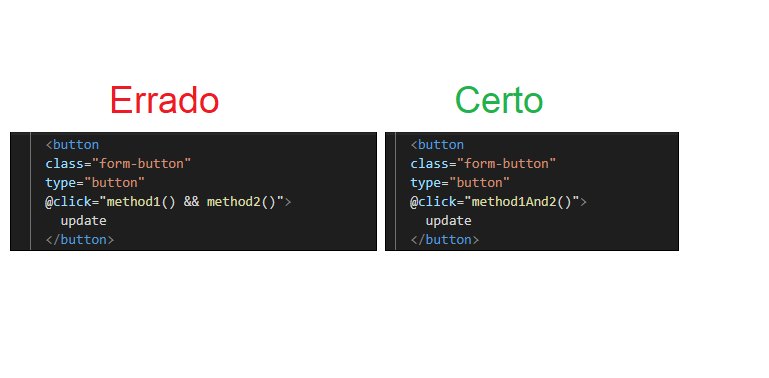 Errado
<button
class="form-button"
type="button"
@click="method1() && method2()">
update
</button>
Certo
<button
class="form-button"
type="button"
@click="method1And2()">
update
</button>